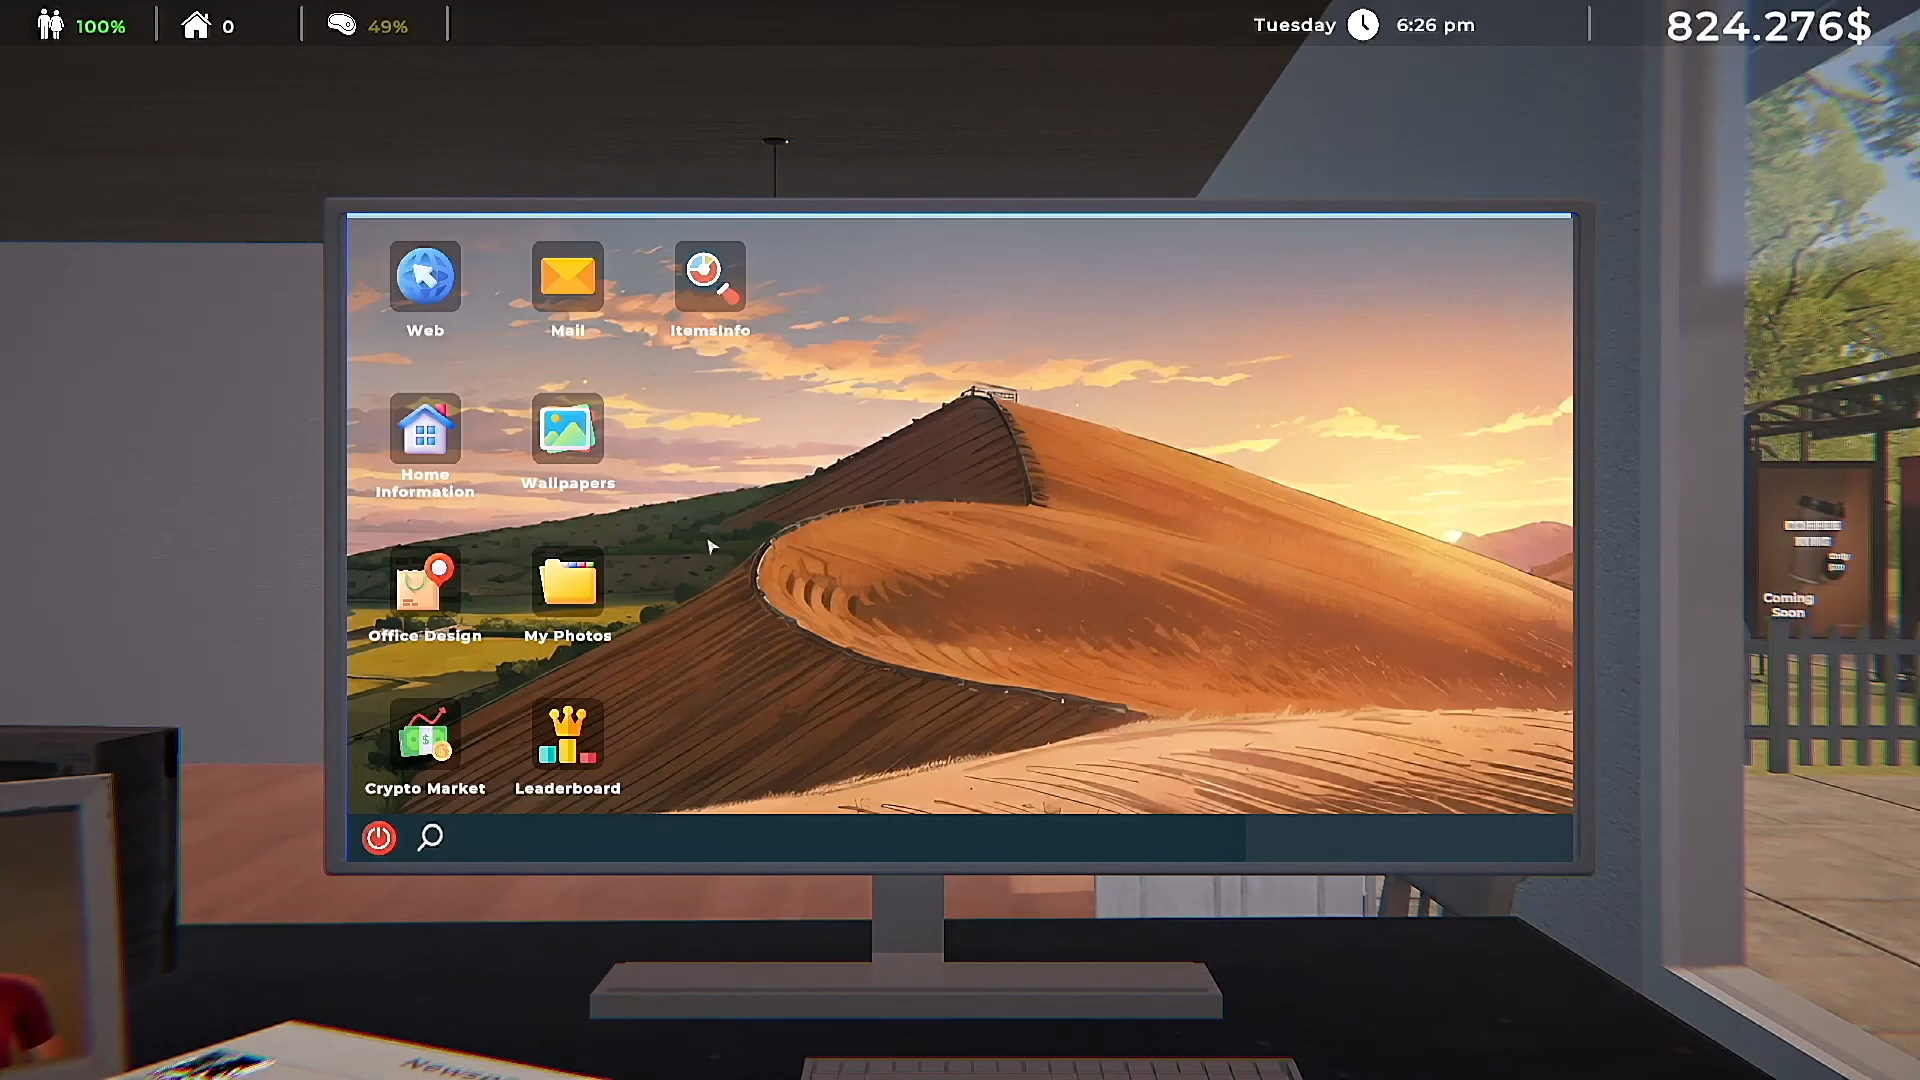 100%
0
49%
Tuesday 6:26 pm
824.276$
Web
Mail
ItemsInfo
Home
Information
Wallpapers
Office Design
My Photos
Crypto Market
Leaderboard
Coming
Soon